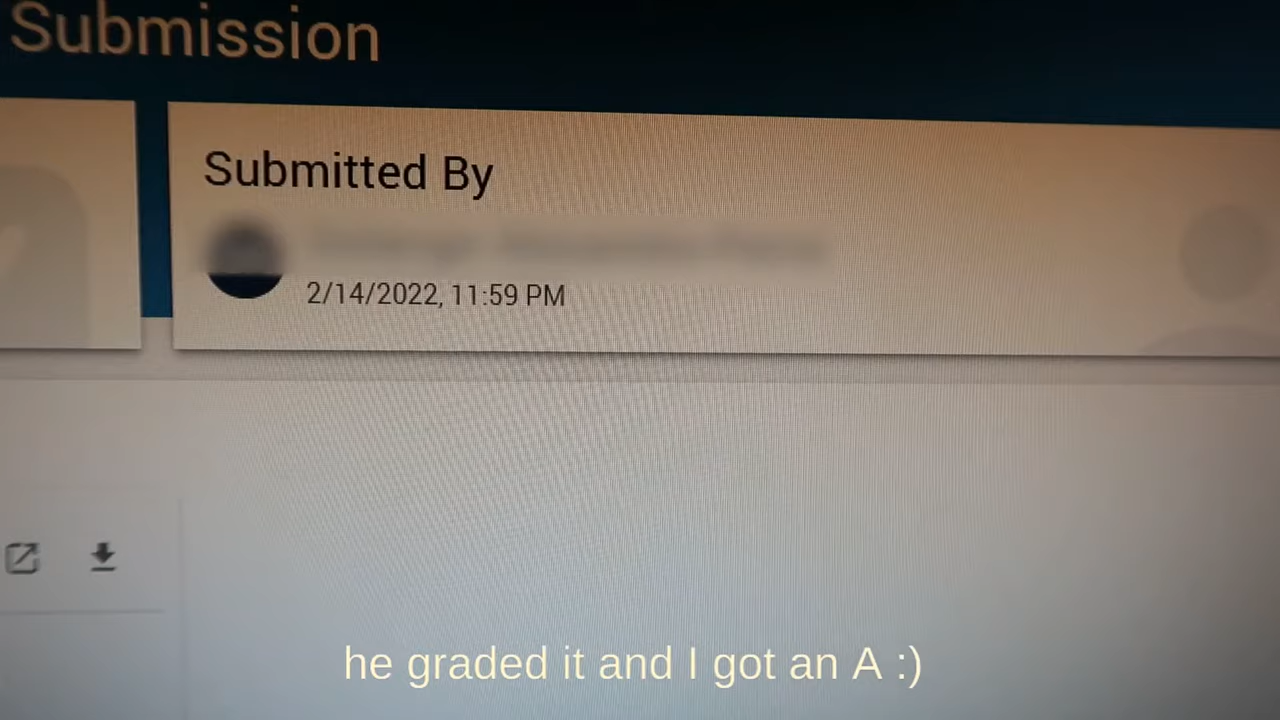 Submission
Submitted By
2/14/2022, 11:59 PM
he graded it and I got an A :)